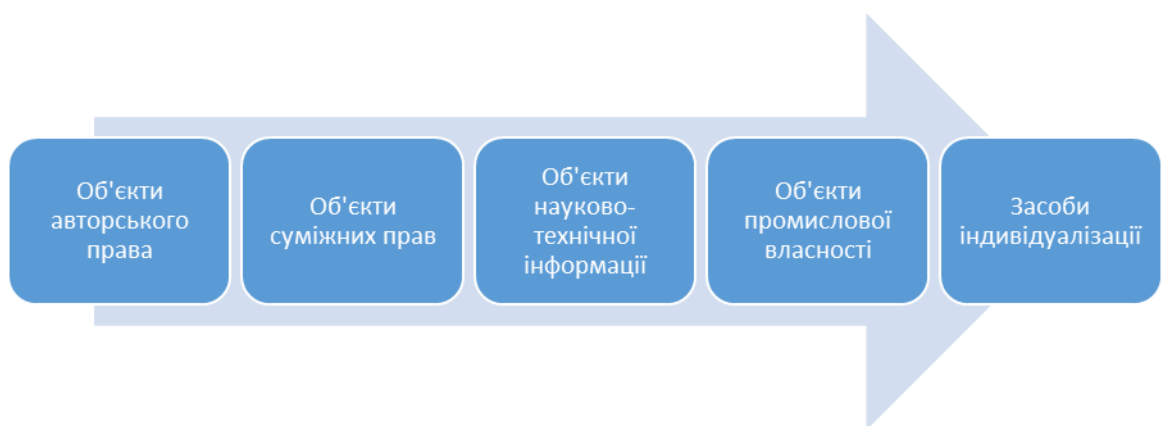 Об'єкти
авторського
права
Об'єкти
суміжних прав
Об'єкти
науково-
технічної
інформації
Об'єкти
промислової
власності
Засоби
індивідуалізації